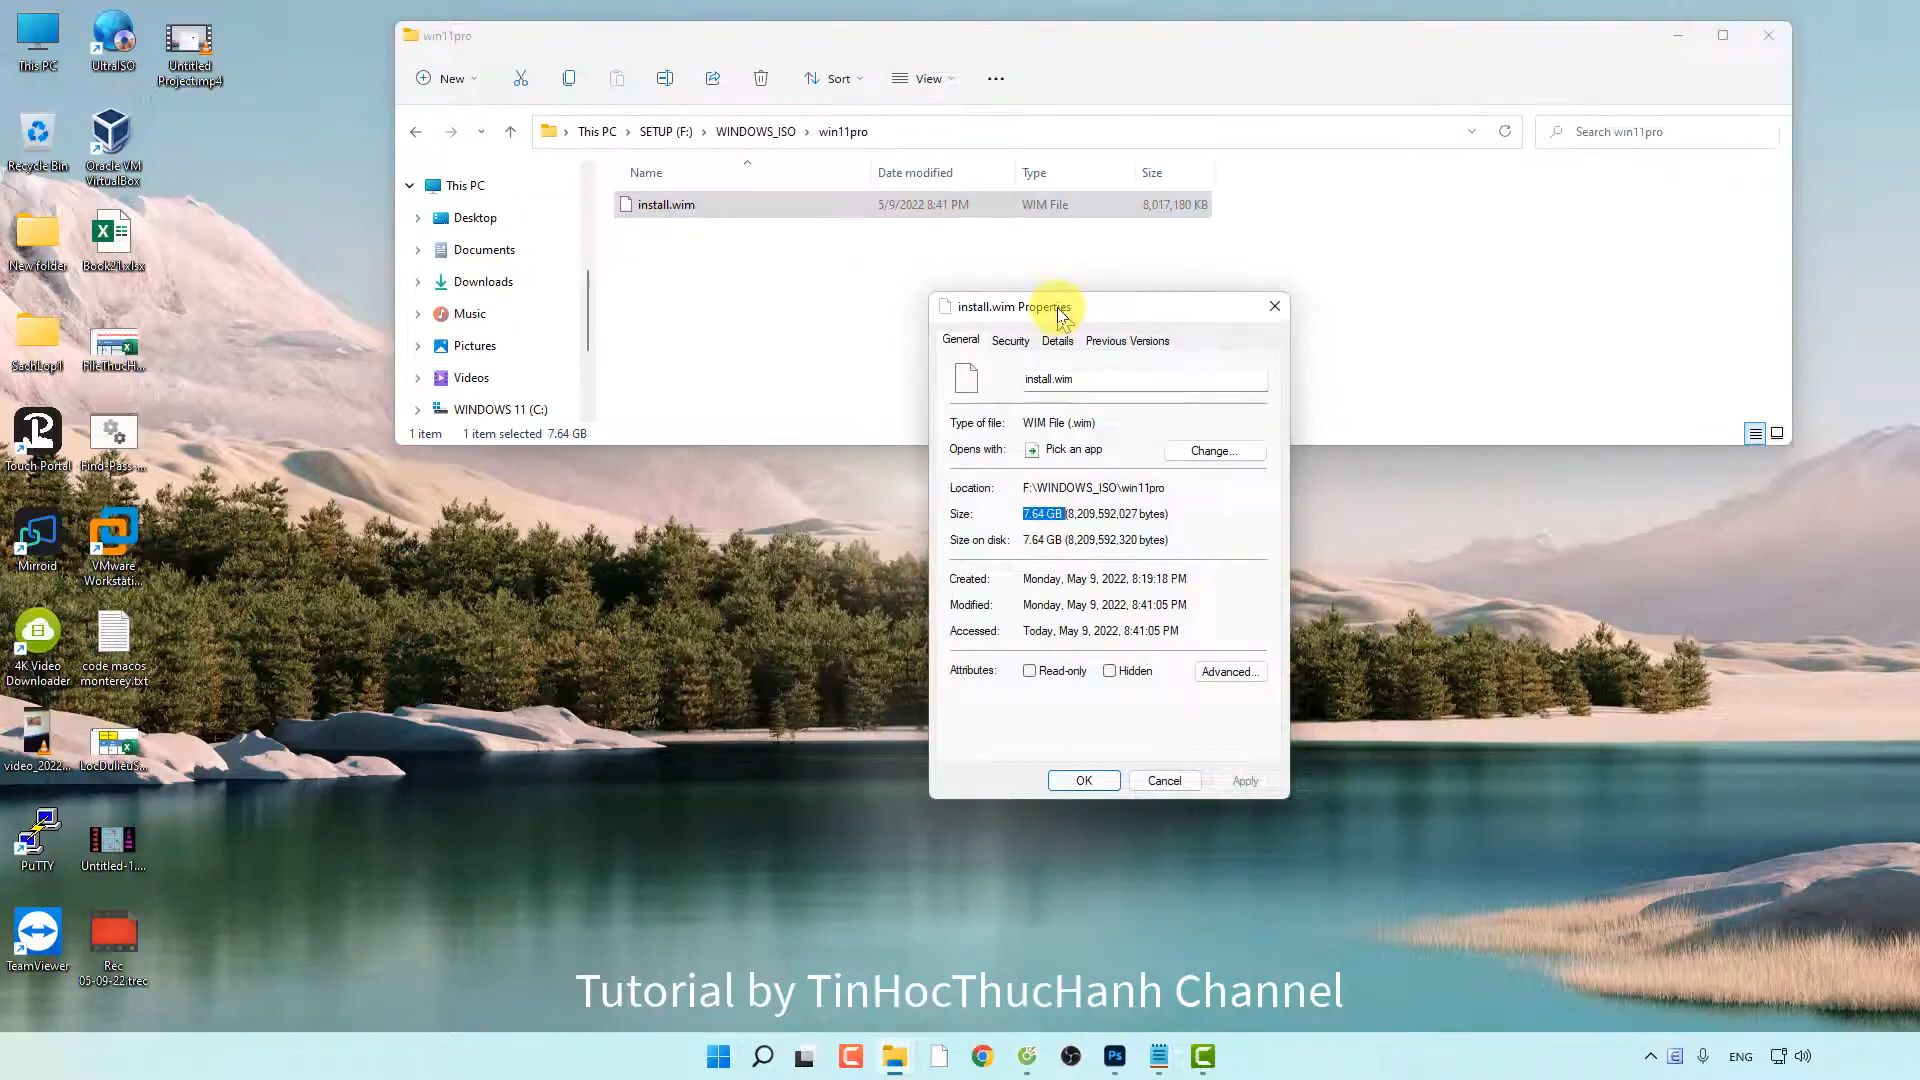 This PC
UltraISO
Untitled
Project.mp4
Recycle Bin
Oracle VM
VirtualBox
New folder
Book21.xlsx
SachLop1
FileThucH...
Touch Portal
Find-Pass-...
Mirroid
VMware
Workstati...
4K Video
Downloader
code macos
monterey.txt
video_2022...
LocDulieuS...
PuTTY
Untitled-1....
TeamViewer
Rec
05-09-22.trec
win11pro
New
Sort
View
This PC
SETUP (F:)
WINDOWS_ISO
win11pro
Search win11pro
Name
Date modified
Type
Size
install.wim
5/9/2022 8:41 PM
WIM File
8,017,180 KB
This PC
Desktop
Documents
Downloads
Music
Pictures
Videos
WINDOWS 11 (C:)
1 item
1 item selected 7.64 GB
install.wim Properties
General
Security
Details
Previous Versions
install.wim
Type of file:
WIM File (.wim)
Opens with:
Pick an app
Change...
Location:
F:\WINDOWS_ISO\win11pro
Size:
7.64 GB (8,209,592,027 bytes)
Size on disk:
7.64 GB (8,209,592,320 bytes)
Created:
Monday, May 9, 2022, 8:19:18 PM
Modified:
Monday, May 9, 2022, 8:41:05 PM
Accessed:
Today, May 9, 2022, 8:41:05 PM
Attributes:
Read-only
Hidden
Advanced...
OK
Cancel
Apply
Tutorial by TinHocThucHanh Channel
Ps
ENG